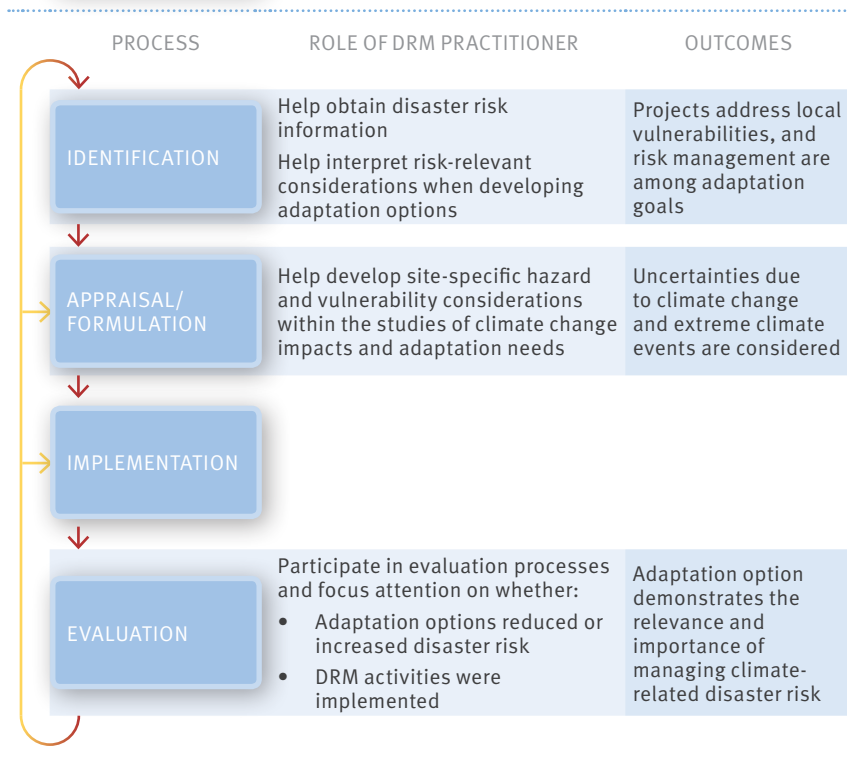 PROCESS
ROLE OF DRM PRACTITIONER
OUTCOMES
IDENTIFICATION
Help obtain disaster risk
information
Help interpret risk-relevant
considerations when developing
adaptation options
Projects address local
vulnerabilities, and
risk management are
among adaptation
goals
APPRAISAL/
FORMULATION
Help develop site-specific hazard
and vulnerability considerations
within the studies of climate change
impacts and adaptation needs
Uncertainties due
to climate change
and extreme climate
events are considered
IMPLEMENTATION
EVALUATION
Participate in evaluation processes
and focus attention on whether:
• Adaptation options reduced or
increased disaster risk
• DRM activities were
implemented
Adaptation option
demonstrates the
relevance and
importance of
managing climate-
related disaster risk